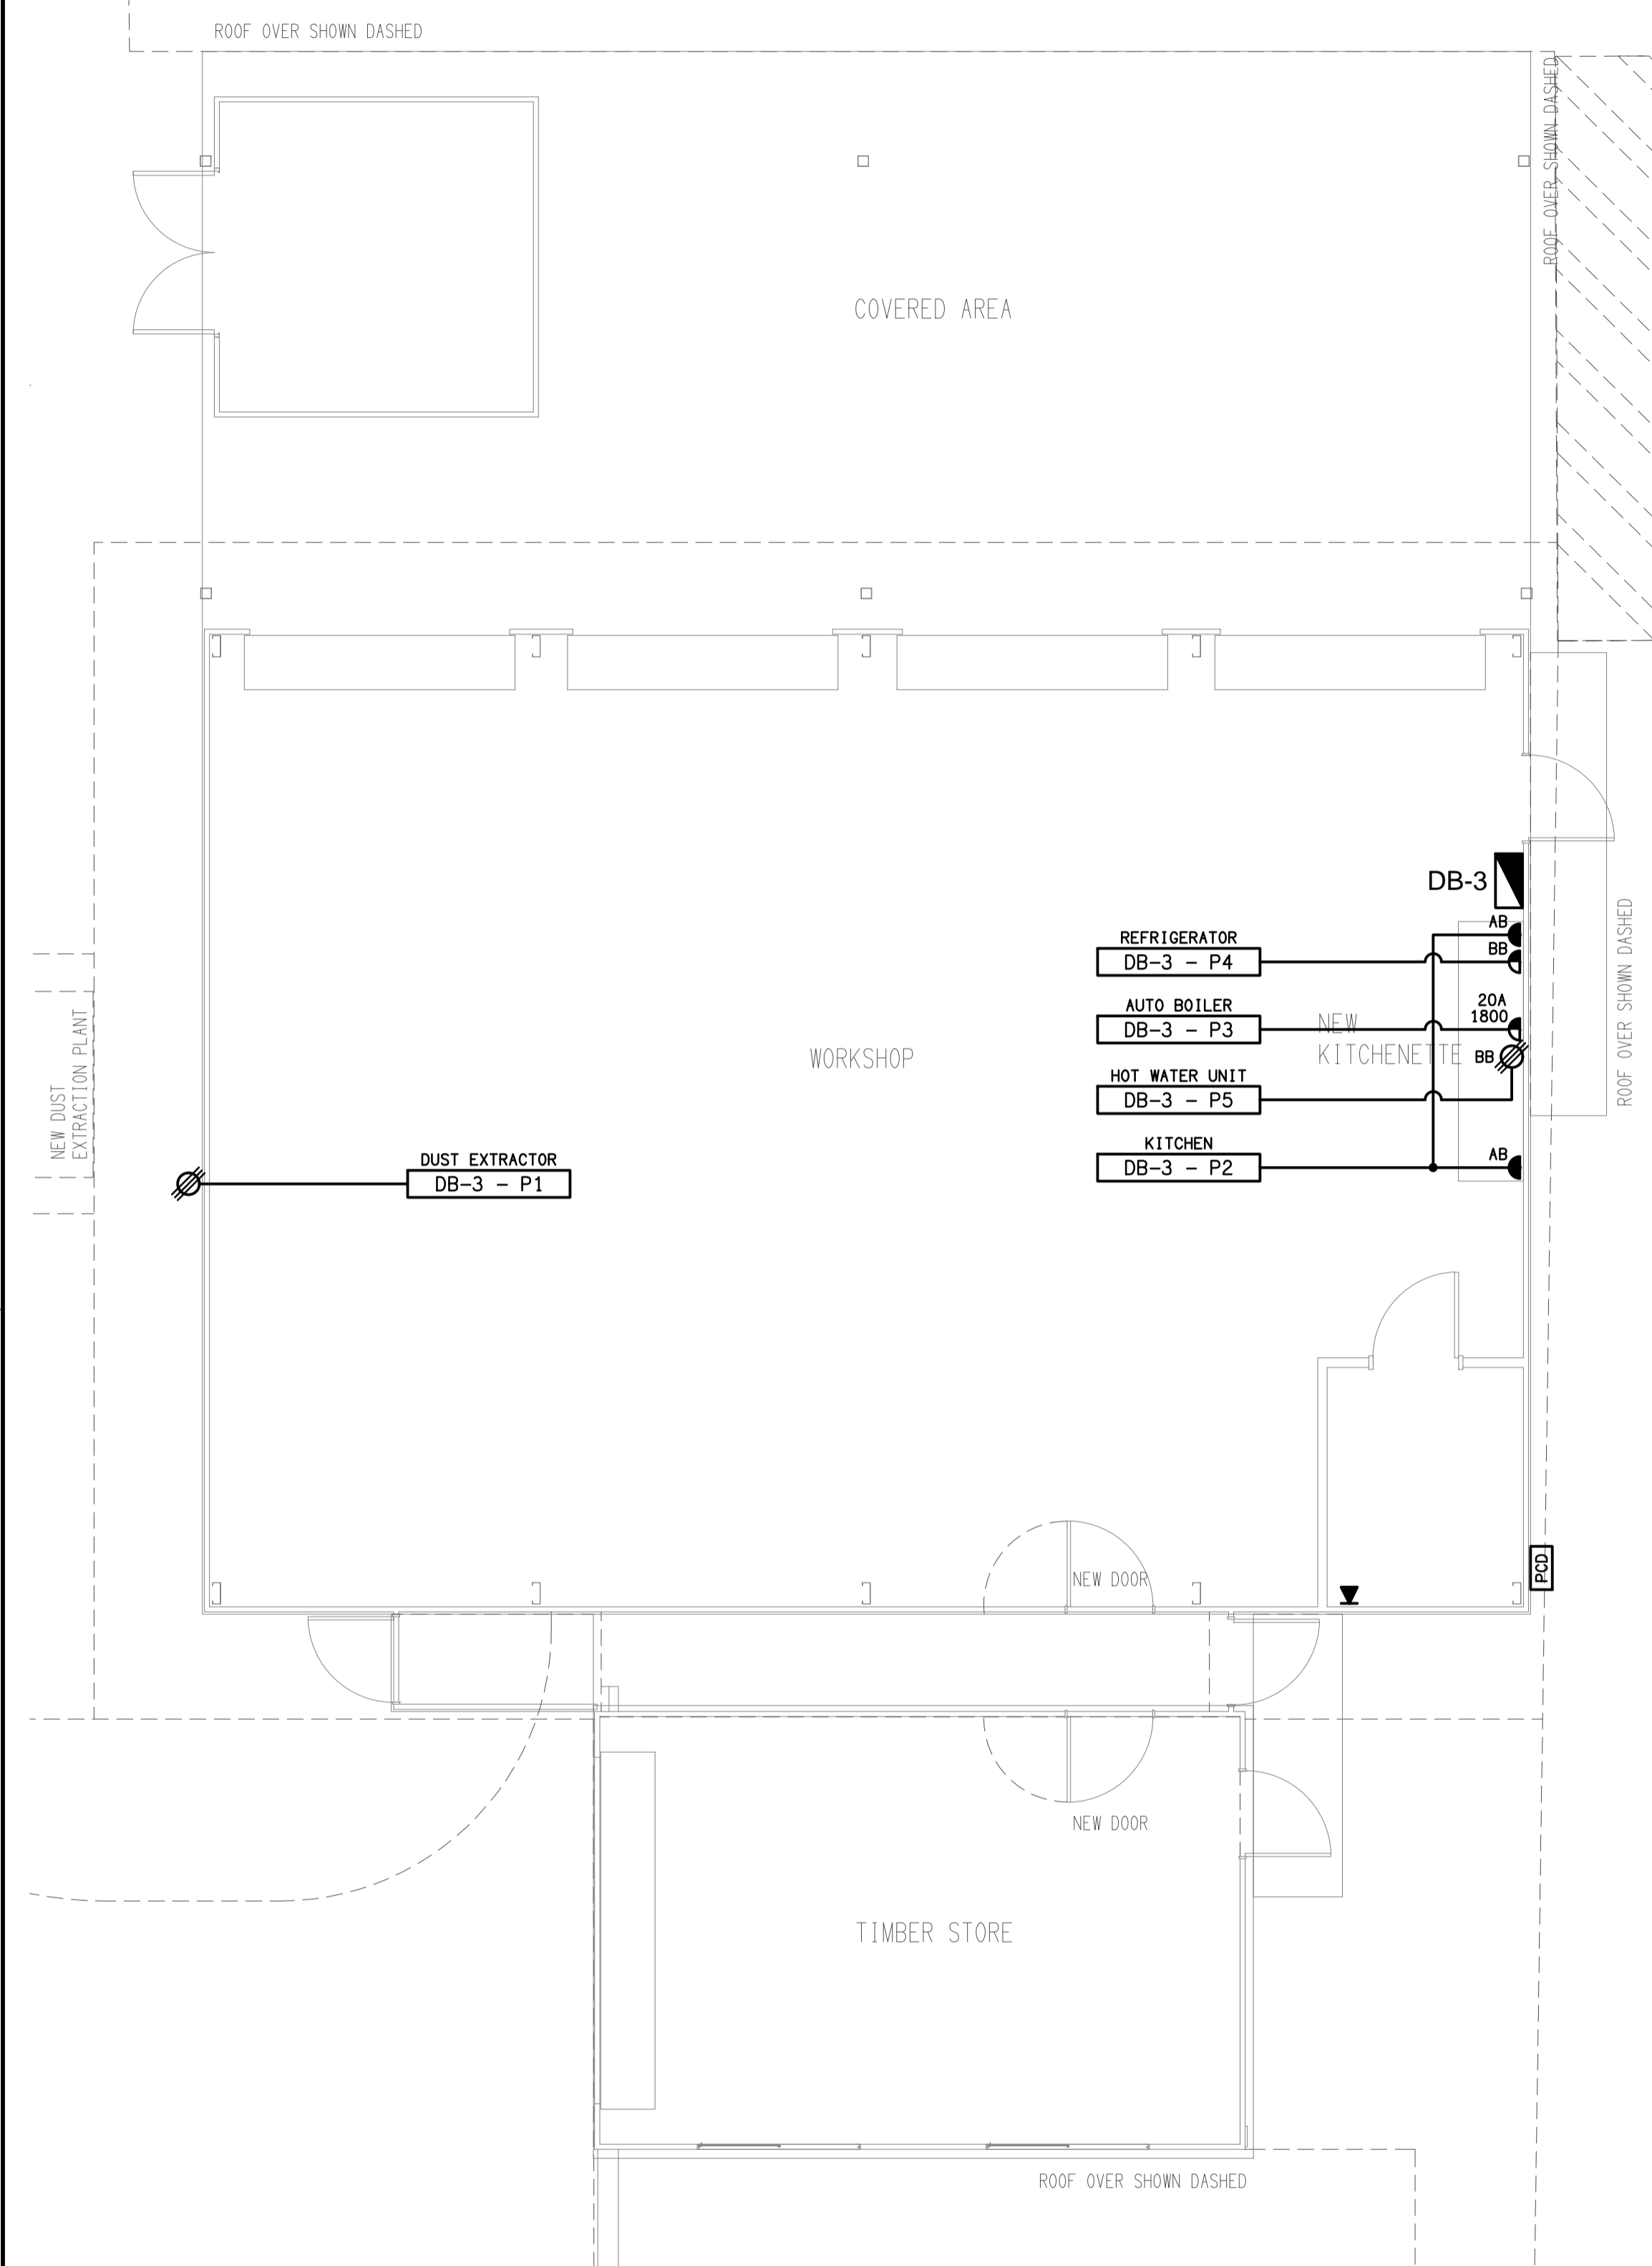 ROOF OVER SHOWN DASHED
ROOF OVER SHOWN DASHED
COVERED AREA
DB-3
AB
REFRIGERATOR
BB
DB-3 - P4
AUTO BOILER
20A
1800
DB-3 - P3
NEW
KITCHENETTE
BB
WORKSHOP
HOT WATER UNIT
DB-3 - P5
KITCHEN
AB
DB-3 - P2
ROOF OVER SHOWN DASHED
NEW DUST
EXTRACTION PLANT
DUST EXTRACTOR
DB-3 - P1
PCD
NEW DOOR
NEW DOOR
TIMBER STORE
ROOF OVER SHOWN DASHED